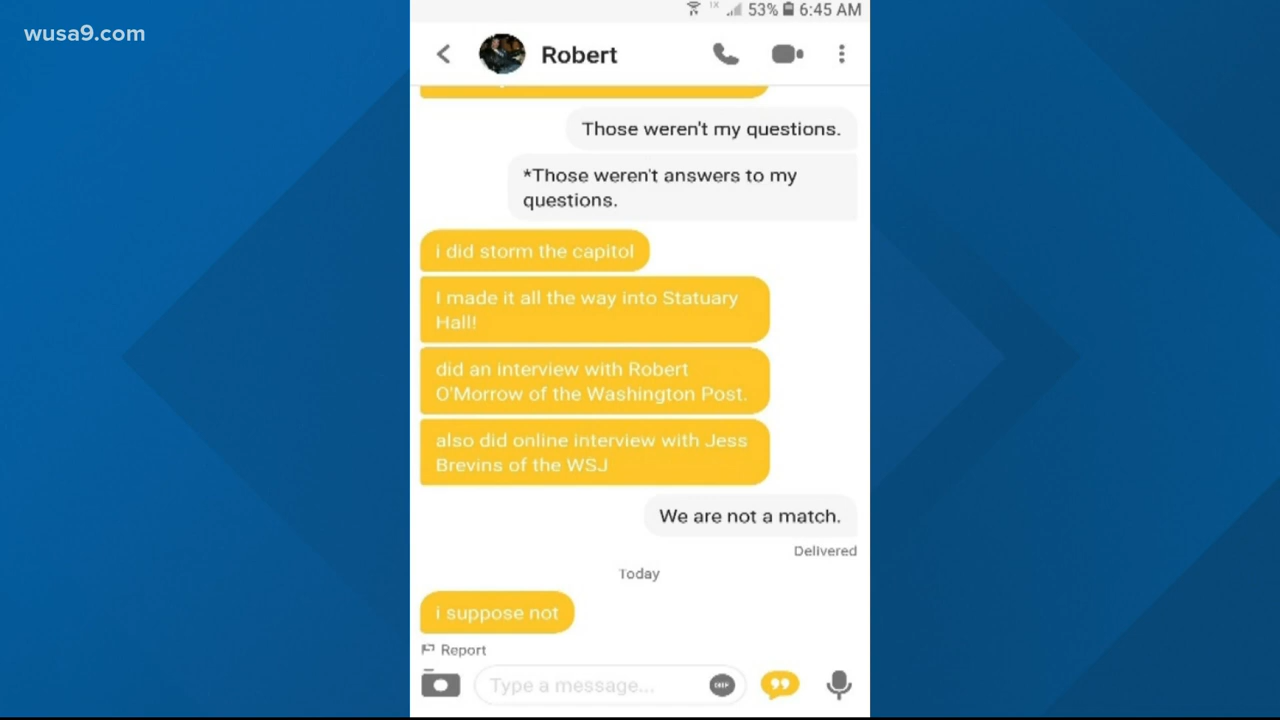 wusa9.com
1X 53% 6:45 AM
Robert
Those weren't my questions.
*Those weren't answers to my
questions.
i did storm the capitol
I made it all the way into Statuary
Hall!
did an interview with Robert
O'Morrow of the Washington Post.
also did online interview with Jess
Brevins of the WSJ
We are not a match.
Delivered
Today
i suppose not
Report
Type a message...
GIF